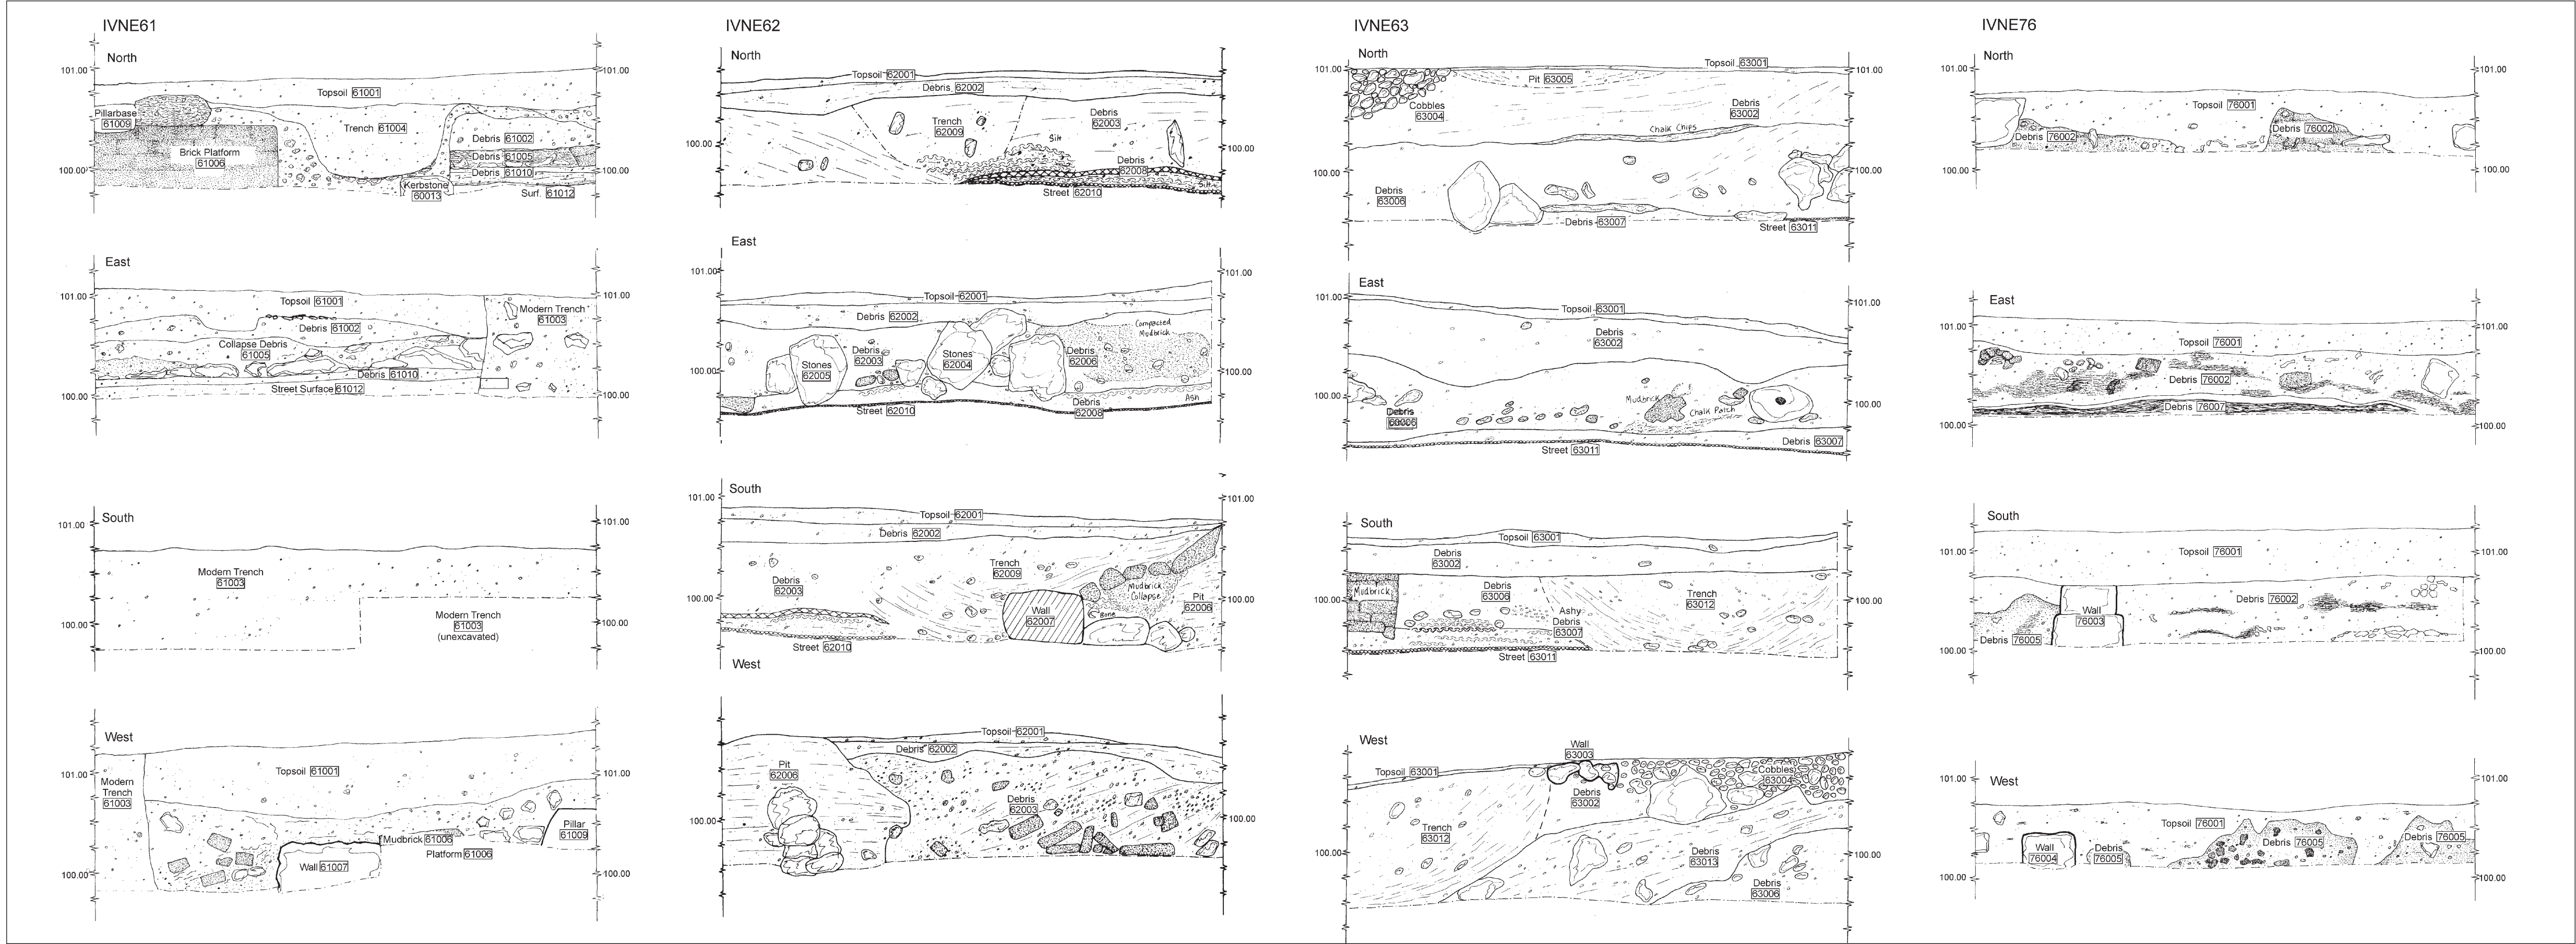 IVNE61
North
101.00
101.00
Topsoil 61001
Pillarbase
61009
Trench 61004
Debris 61002
Brick Platform
61006
Debris 61005
Debris 61010
100.00
100.00
Kerbstone
60013
Surf. 61012
East
101.00
101.00
Topsoil 61001
Modern Trench
61003
Debris 61002
Collapse Debris
61005
Debris 61010
Street Surface 61012
100.00
100.00
South
101.00
101.00
Modern Trench
61003
Modern Trench
61003
(unexcavated)
100.00
100.00
West
101.00
101.00
Modern
Trench
61003
Topsoil 61001
Mudbrick 61006
Platform 61006
Pillar
61009
Wall 61007
100.00
100.00
IVNE62
North
Topsoil 62001
Debris 62002
Trench
62009
Debris
62003
Silt
100.00
100.00
Debris
62008
Silt
Street 62010
East
101.00
101.00
Topsoil 62001
Debris 62002
Compacted
Mudbrick
Stones
62005
Debris
62003
Stones
62004
Debris
62006
100.00
100.00
Ash
Street 62010
Debris
62008
South
101.00
101.00
Topsoil 62001
Debris 62002
Trench
62009
Debris
62003
Mudbrick
Collapse
100.00
100.00
Pit
62006
Wall
62007
Bone
Street 62010
West
Topsoil 62001
Debris 62002
Pit
62006
Debris
62003
100.00
100.00
IVNE63
North
101.00
101.00
Topsoil 63001
Pit 63005
Cobbles
63004
Debris
63002
Chalk Chips
100.00
100.00
Debris
63006
Debris 63007
Street 63011
East
101.00
101.00
Topsoil 63001
Debris
63002
100.00
100.00
Mudbrick
Chalk Patch
Debris
63006
Debris 63007
Street 63011
South
Topsoil 63001
Debris
63002
Mudbrick
Debris
63006
Trench
63012
100.00
100.00
Ashy
Debris
63007
Street 63011
West
Wall
63003
Topsoil 63001
Cobbles
63004
101.00
101.00
Debris
63002
Trench
63012
Debris
63013
100.00
100.00
Debris
63006
IVNE76
North
101.00
101.00
Topsoil 76001
Debris 76002
Debris 76002
100.00
100.00
East
101.00
101.00
Topsoil 76001
Debris 76002
Debris 76007
100.00
100.00
South
101.00
101.00
Topsoil 76001
Debris 76002
Wall
76003
Debris 76005
100.00
100.00
West
101.00
101.00
Topsoil 76001
Wall
76004
Debris
76005
Debris 76005
Debris 76005
100.00
100.00